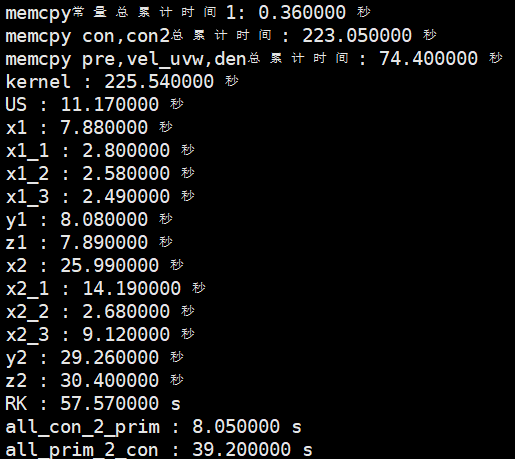 memcpy常量总累计时间1: 0.360000 秒
memcpy con,con2总累计时间 : 223.050000 秒
memcpy pre,vel_uvw,den总累计时间 : 74.400000 秒
kernel : 225.540000 秒
US : 11.170000 秒
x1 : 7.880000 秒
x1_1 : 2.800000 秒
x1_2 : 2.580000 秒
x1_3 : 2.490000 秒
y1 : 8.080000 秒
z1 : 7.890000 秒
x2 : 25.990000 秒
x2_1 : 14.190000 秒
x2_2 : 2.680000 秒
x2_3 : 9.120000 秒
y2 : 29.260000 秒
z2 : 30.400000 秒
RK : 57.570000 s
all_con_2_prim : 8.050000 s
all_prim_2_con : 39.200000 s